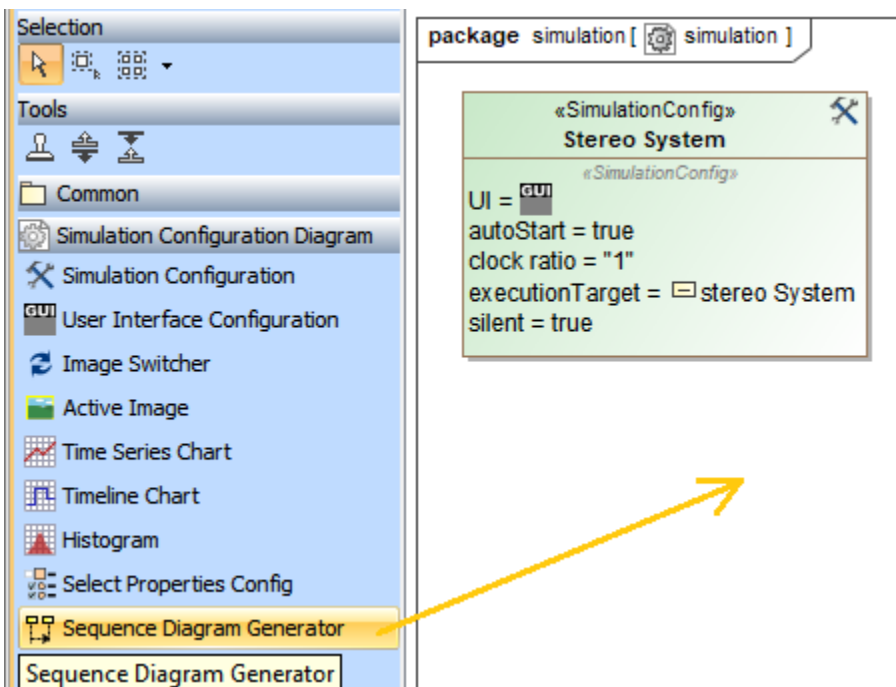 Selection
Tools
Common
Simulation Configuration Diagram
Simulation Configuration
GUI User Interface Configuration
Image Switcher
Active Image
Time Series Chart
Timeline Chart
Histogram
Select Properties Config
Sequence Diagram Generator
Sequence Diagram Generator
package simulation [ simulation ]
«SimulationConfig»
Stereo System
«SimulationConfig»
UI = GUI
autoStart = true
clock ratio = "1"
executionTarget = stereo System
silent = true